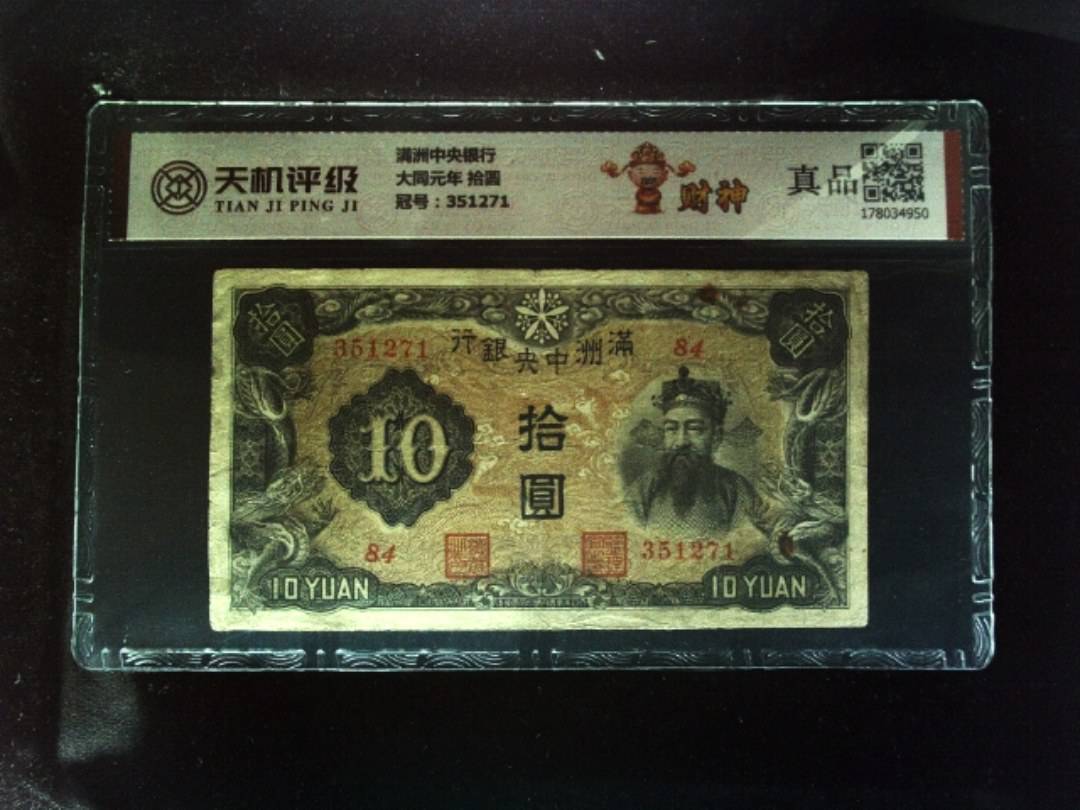 天机评级
TIAN JI PING JI
满洲中央银行
大同元年 拾圆
冠号：351271
财神
真品
178034950
拾圓
拾圓
351271
行銀央中洲滿
84
10
拾
圓
84
351271
10 YUAN
10 YUAN